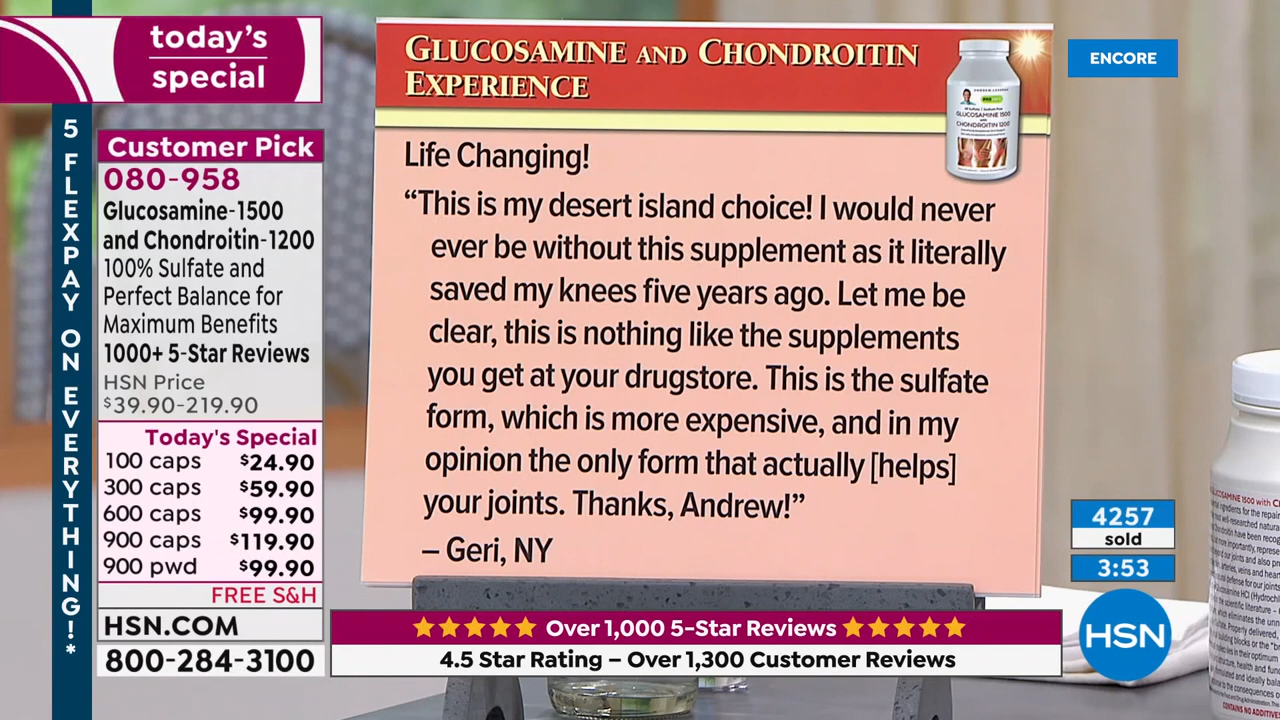 today's
special
5 FLEXPAY ON EVERYTHING!*
Customer Pick
080-958
Glucosamine-1500
and Chondroitin-1200
100% Sulfate and
Perfect Balance for
Maximum Benefits
1000+ 5-Star Reviews
HSN Price
$39.90-219.90
Today's Special
100 caps $24.90
300 caps $59.90
600 caps $99.90
900 caps $119.90
900 pwd $99.90
FREE S&H
HSN.COM
800-284-3100
GLUCOSAMINE AND CHONDROITIN
EXPERIENCE
GLUCOSAMINE 1500
CHONDROITIN 1200
Life Changing!
“This is my desert island choice! I would never
ever be without this supplement as it literally
saved my knees five years ago. Let me be
clear, this is nothing like the supplements
you get at your drugstore. This is the sulfate
form, which is more expensive, and in my
opinion the only form that actually [helps]
your joints. Thanks, Andrew!”
– Geri, NY
ENCORE
4257
sold
3:53
HSN
★★★★★ Over 1,000 5-Star Reviews ★★★★★
4.5 Star Rating – Over 1,300 Customer Reviews